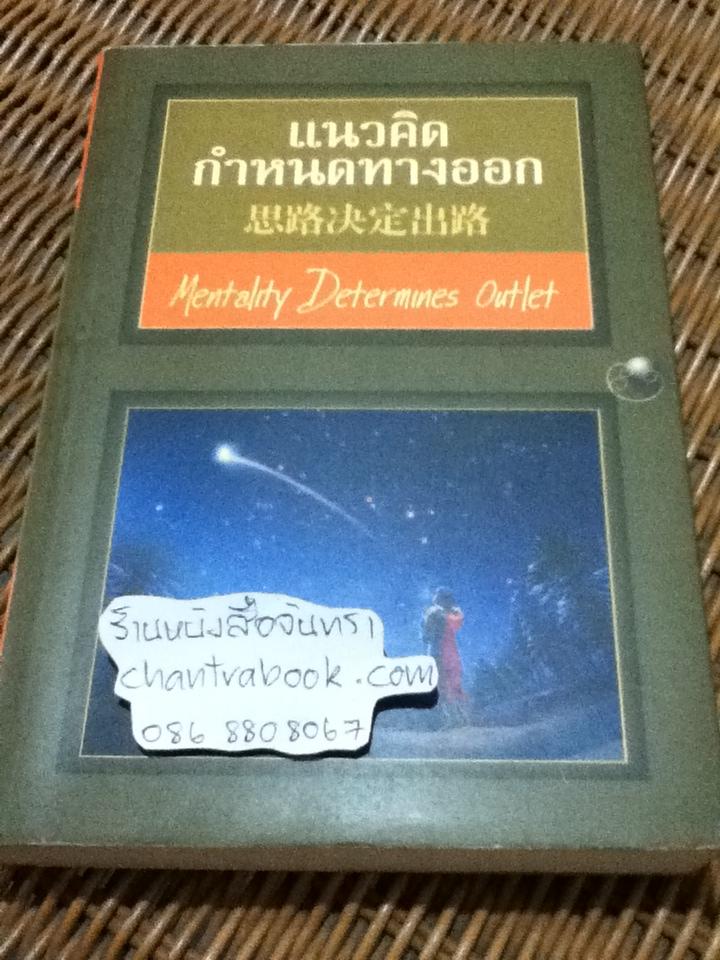 แนวคิด
กำหนดทางออก
思路决定出路
Mentality Determines Outlet
ร้านหนังสือจันทรา
chantrabook.com
086 8808067